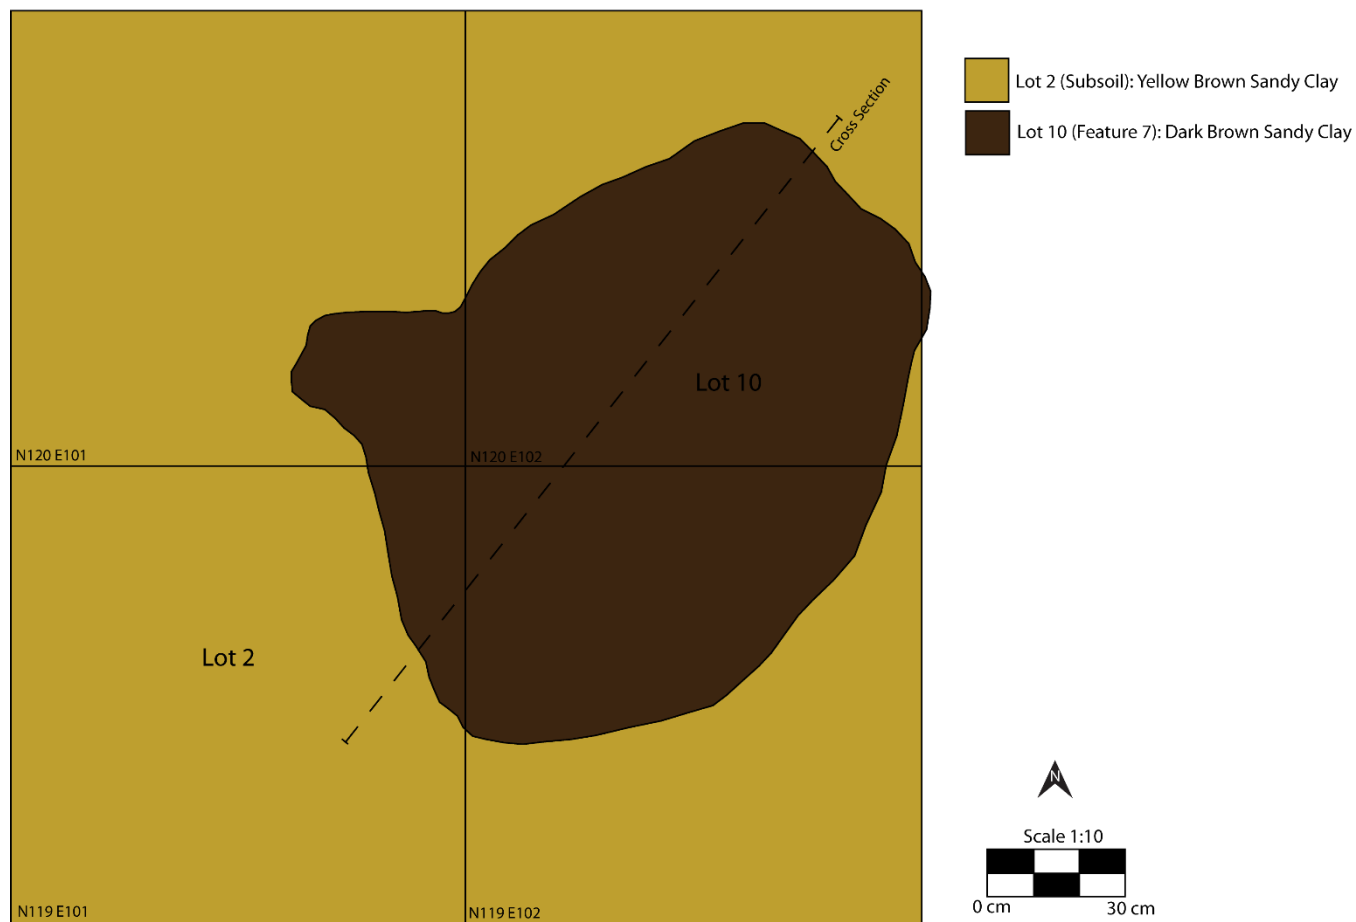 Cross Section
Lot 2 (Subsoil): Yellow Brown Sandy Clay
Lot 10 (Feature 7): Dark Brown Sandy Clay
Lot 10
N120 E101
N120 E102
Lot 2
N
Scale 1:10
0 cm
30 cm
N119 E101
N119 E102